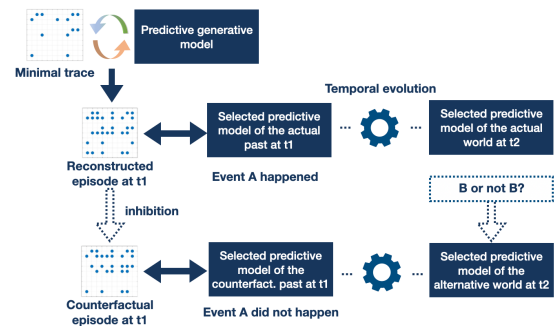 Predictive generative
model
Minimal trace
Temporal evolution
Selected predictive
model of the actual
past at t1
...
...
Selected predictive
model of the actual
world at t2
Reconstructed
episode at t1
Event A happened
B or not B?
inhibition
Selected predictive
model of the
counterfact. past at t1
...
...
Selected predictive
model of the
alternative world at t2
Counterfactual
episode at t1
Event A did not happen